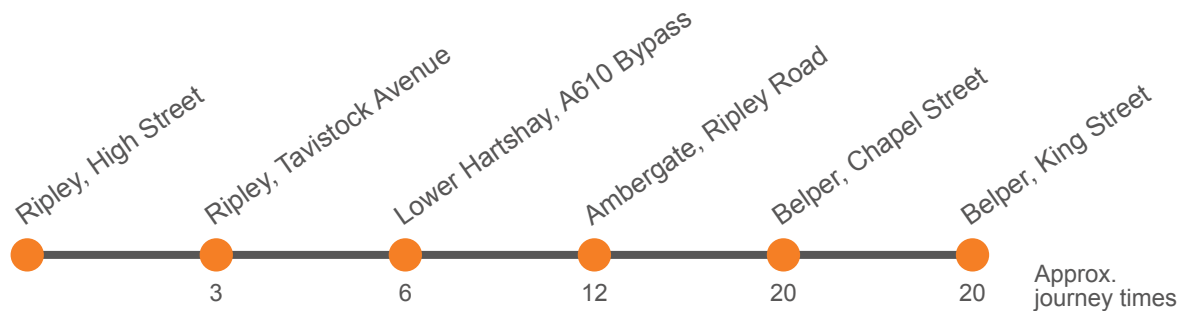 Ripley, High Street
Ripley, Tavistock Avenue
Lower Hartshay, A610 Bypass
Ambergate, Ripley Road
Belper, Chapel Street
Belper, King Street
3
6
12
20
20
Approx.
journey times